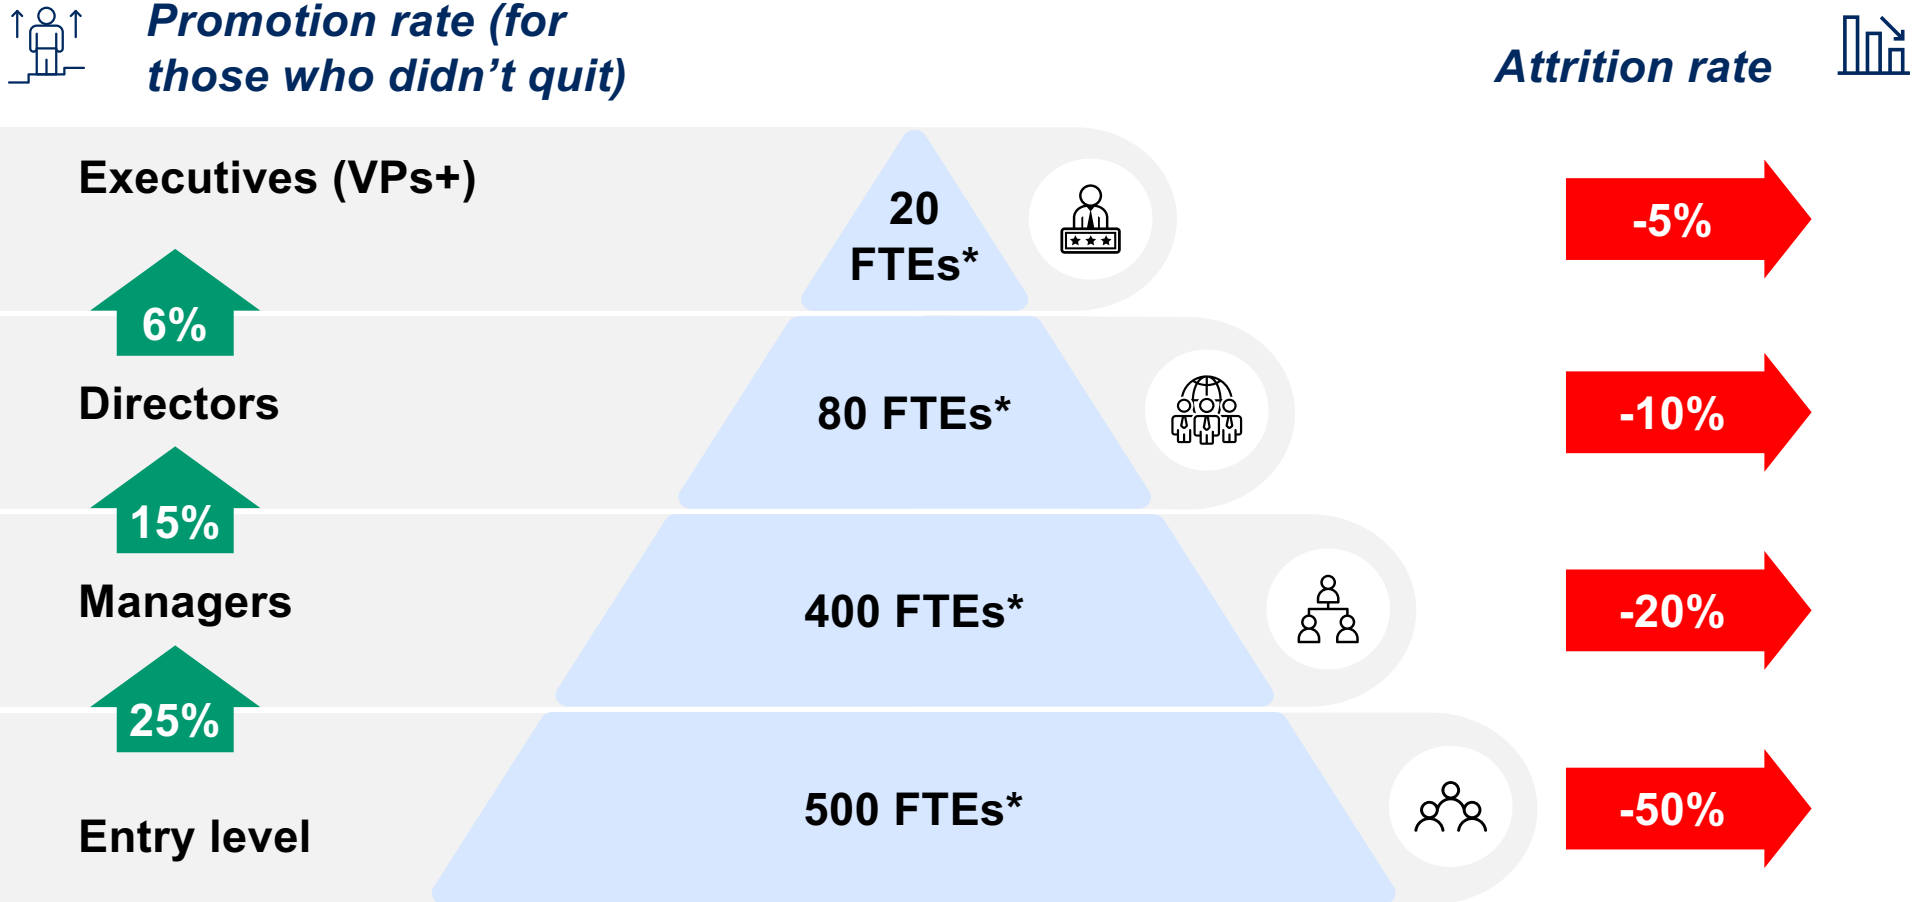 Promotion rate (for
those who didn’t quit)
Attrition rate
Executives (VPs+)
20
FTEs*
-5%
6%
Directors
80 FTEs*
-10%
15%
Managers
400 FTEs*
-20%
25%
Entry level
500 FTEs*
-50%